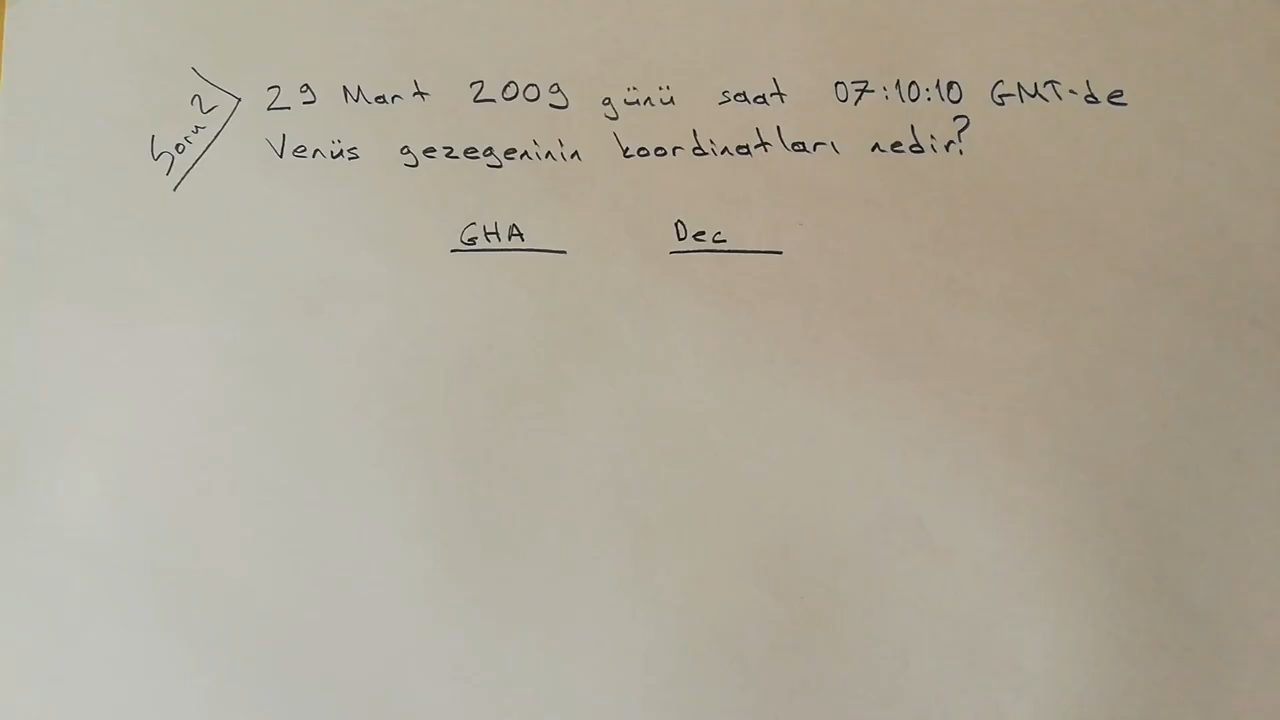 Soru 2
29 Mart 2009 günü saat 07:10:10 GMT-de
Venüs gezegeninin koordinatları nedir?
GHA Dec